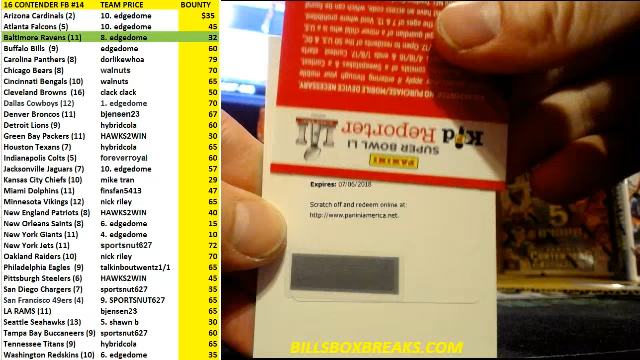 16 CONTENDER FB #14 TEAM PRICE BOUNTY
Arizona Cardinals (2) 10. edgedome $35
Atlanta Falcons (5) 10. edgedome 45
Baltimore Ravens (11) 8. edgedome 32
Buffalo Bills (9) edgedome 60
Carolina Panthers (8) dorlikewhoa 79
Chicago Bears (8) walnuts 70
Cincinnati Bengals (10) walnuts 65
Cleveland Browns (16) clack clack 50
Dallas Cowboys (12) 1. edgedome 70
Denver Broncos (11) bjeneen23 67
Detroit Lions (9) hybridcola 60
Green Bay Packers (11) HAWKS2WIN 30
Houston Texas (7) hybridcola 65
Indianapolis Colts (5) foreverroyal 60
Jacksonville Jaguars (7) 10. edgedome 57
Kansas City Chiefs (10) mike tran 29
Miami Dolphins (11) finsfan5413 47
Minnesota Vikings (12) nick riley 65
New England Patriots (8) HAWKS2WIN 40
New Orleans Saints (8) 6. edgedome 15
New York Giants (11) 4. edgedome 10
New York Jets (11) sportsnut627 72
Oakland Raiders (10) nick riley 70
Philadelphia Eagles (9) talkinboutwentz1/1 65
Pittsburgh Steelers (6) HAWKS2WIN 45
San Diego Chargers (7) sportsnut627 35
San Francisco 49ers (4) 9. SPORTSNUT627 65
LA RAMS (11) bjensen23 65
Seattle Seahawks (13) 5. shawn b 30
Tampa Bay Buccaneers (9) sportsnut627 60
Tennessee Titans (9) hybridcola 65
Washington Redskins (10) 6. edgedome 35
NO PURCHASE/MOBILE DEVICE NECESSARY.
Kid Reporter
SUPER BOWL LI
PANINI
Expires: 07/06/2018
Scratch off and redeem online at:
http://www.paniniamerica.net.
BILLSBOXBREAKS.COM